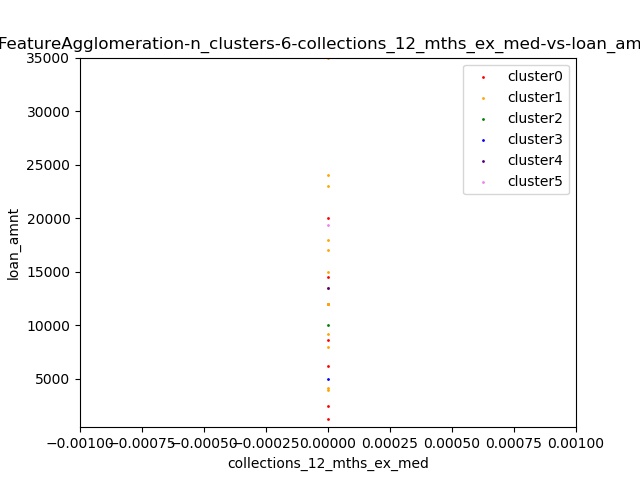 FeatureAgglomeration-n_clusters-6-collections_12_mths_ex_med-vs-loan_am
35000
30000
25000
20000
15000
10000
5000
loan_amnt
cluster0
cluster1
cluster2
cluster3
cluster4
cluster5
−0.00100 −0.00075 −0.00050 −0.00025 0.00000 0.00025 0.00050 0.00075 0.00100
collections_12_mths_ex_med